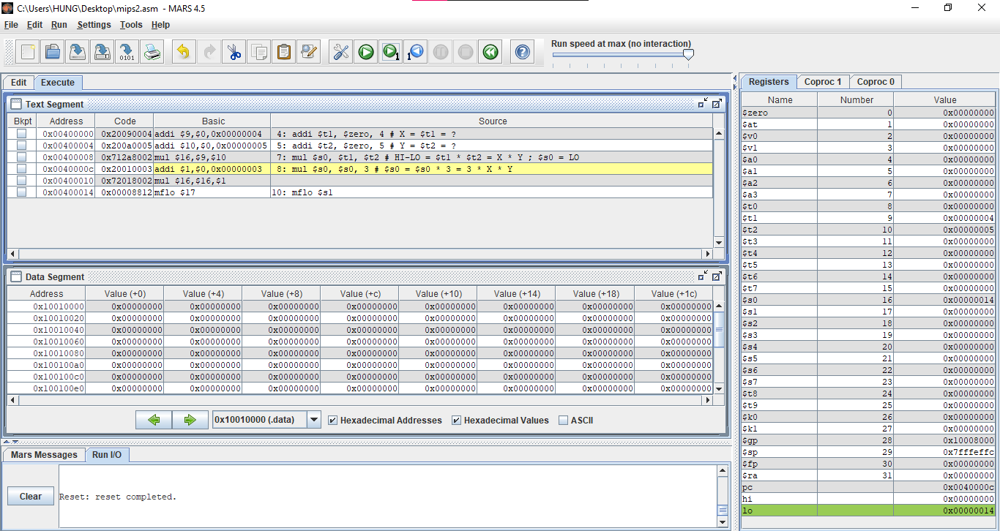 C:\Users\HUNG\Desktop\mips2.asm - MARS 4.5
File Edit Run Settings Tools Help
0101 1 1 Run speed at max (no interaction)
Edit Execute
Text Segment
Bkpt Address Code Basic Source
0x00400000 0x20090004 addi $9,$0,0x00000004 4: addi $t1, $zero, 4 # X = $t1 = ?
0x00400004 0x200a0005 addi $10,$0,0x00000005 5: addi $t2, $zero, 5 # Y = $t2 = ?
0x00400008 0x712a8002 mul $16,$9,$10 7: mul $s0, $t1, $t2 # HI-LO = $t1 * $t2 = X * Y ; $s0 = LO
0x0040000c 0x20010003 addi $1,$0,0x00000003 8: mul $s0, $s0, 3 # $s0 = $s0 * 3 = 3 * X * Y
0x00400010 0x72018002 mul $16,$16,$1
0x00400014 0x00008812 mflo $17 10: mflo $s1
Data Segment
Address Value (+0) Value (+4) Value (+8) Value (+c) Value (+10) Value (+14) Value (+18) Value (+1c)
0x10010000 0x00000000 0x00000000 0x00000000 0x00000000 0x00000000 0x00000000 0x00000000 0x00000000
0x10010020 0x00000000 0x00000000 0x00000000 0x00000000 0x00000000 0x00000000 0x00000000 0x00000000
0x10010040 0x00000000 0x00000000 0x00000000 0x00000000 0x00000000 0x00000000 0x00000000 0x00000000
0x10010060 0x00000000 0x00000000 0x00000000 0x00000000 0x00000000 0x00000000 0x00000000 0x00000000
0x10010080 0x00000000 0x00000000 0x00000000 0x00000000 0x00000000 0x00000000 0x00000000 0x00000000
0x100100a0 0x00000000 0x00000000 0x00000000 0x00000000 0x00000000 0x00000000 0x00000000 0x00000000
0x100100c0 0x00000000 0x00000000 0x00000000 0x00000000 0x00000000 0x00000000 0x00000000 0x00000000
0x100100e0 0x00000000 0x00000000 0x00000000 0x00000000 0x00000000 0x00000000 0x00000000 0x00000000
0x10010000 (.data) Hexadecimal Addresses Hexadecimal Values ASCII
Mars Messages Run I/O
Clear
Reset: reset completed.
Registers Coproc 1 Coproc 0
Name Number Value
$zero 0 0x00000000
$at 1 0x00000000
$v0 2 0x00000000
$v1 3 0x00000000
$a0 4 0x00000000
$a1 5 0x00000000
$a2 6 0x00000000
$a3 7 0x00000000
$t0 8 0x00000000
$t1 9 0x00000004
$t2 10 0x00000005
$t3 11 0x00000000
$t4 12 0x00000000
$t5 13 0x00000000
$t6 14 0x00000000
$t7 15 0x00000000
$s0 16 0x00000014
$s1 17 0x00000000
$s2 18 0x00000000
$s3 19 0x00000000
$s4 20 0x00000000
$s5 21 0x00000000
$s6 22 0x00000000
$s7 23 0x00000000
$t8 24 0x00000000
$t9 25 0x00000000
$k0 26 0x00000000
$k1 27 0x00000000
$gp 28 0x10008000
$sp 29 0x7fffeffc
$fp 30 0x00000000
$ra 31 0x00000000
pc 0x0040000c
hi 0x00000000
lo 0x00000014